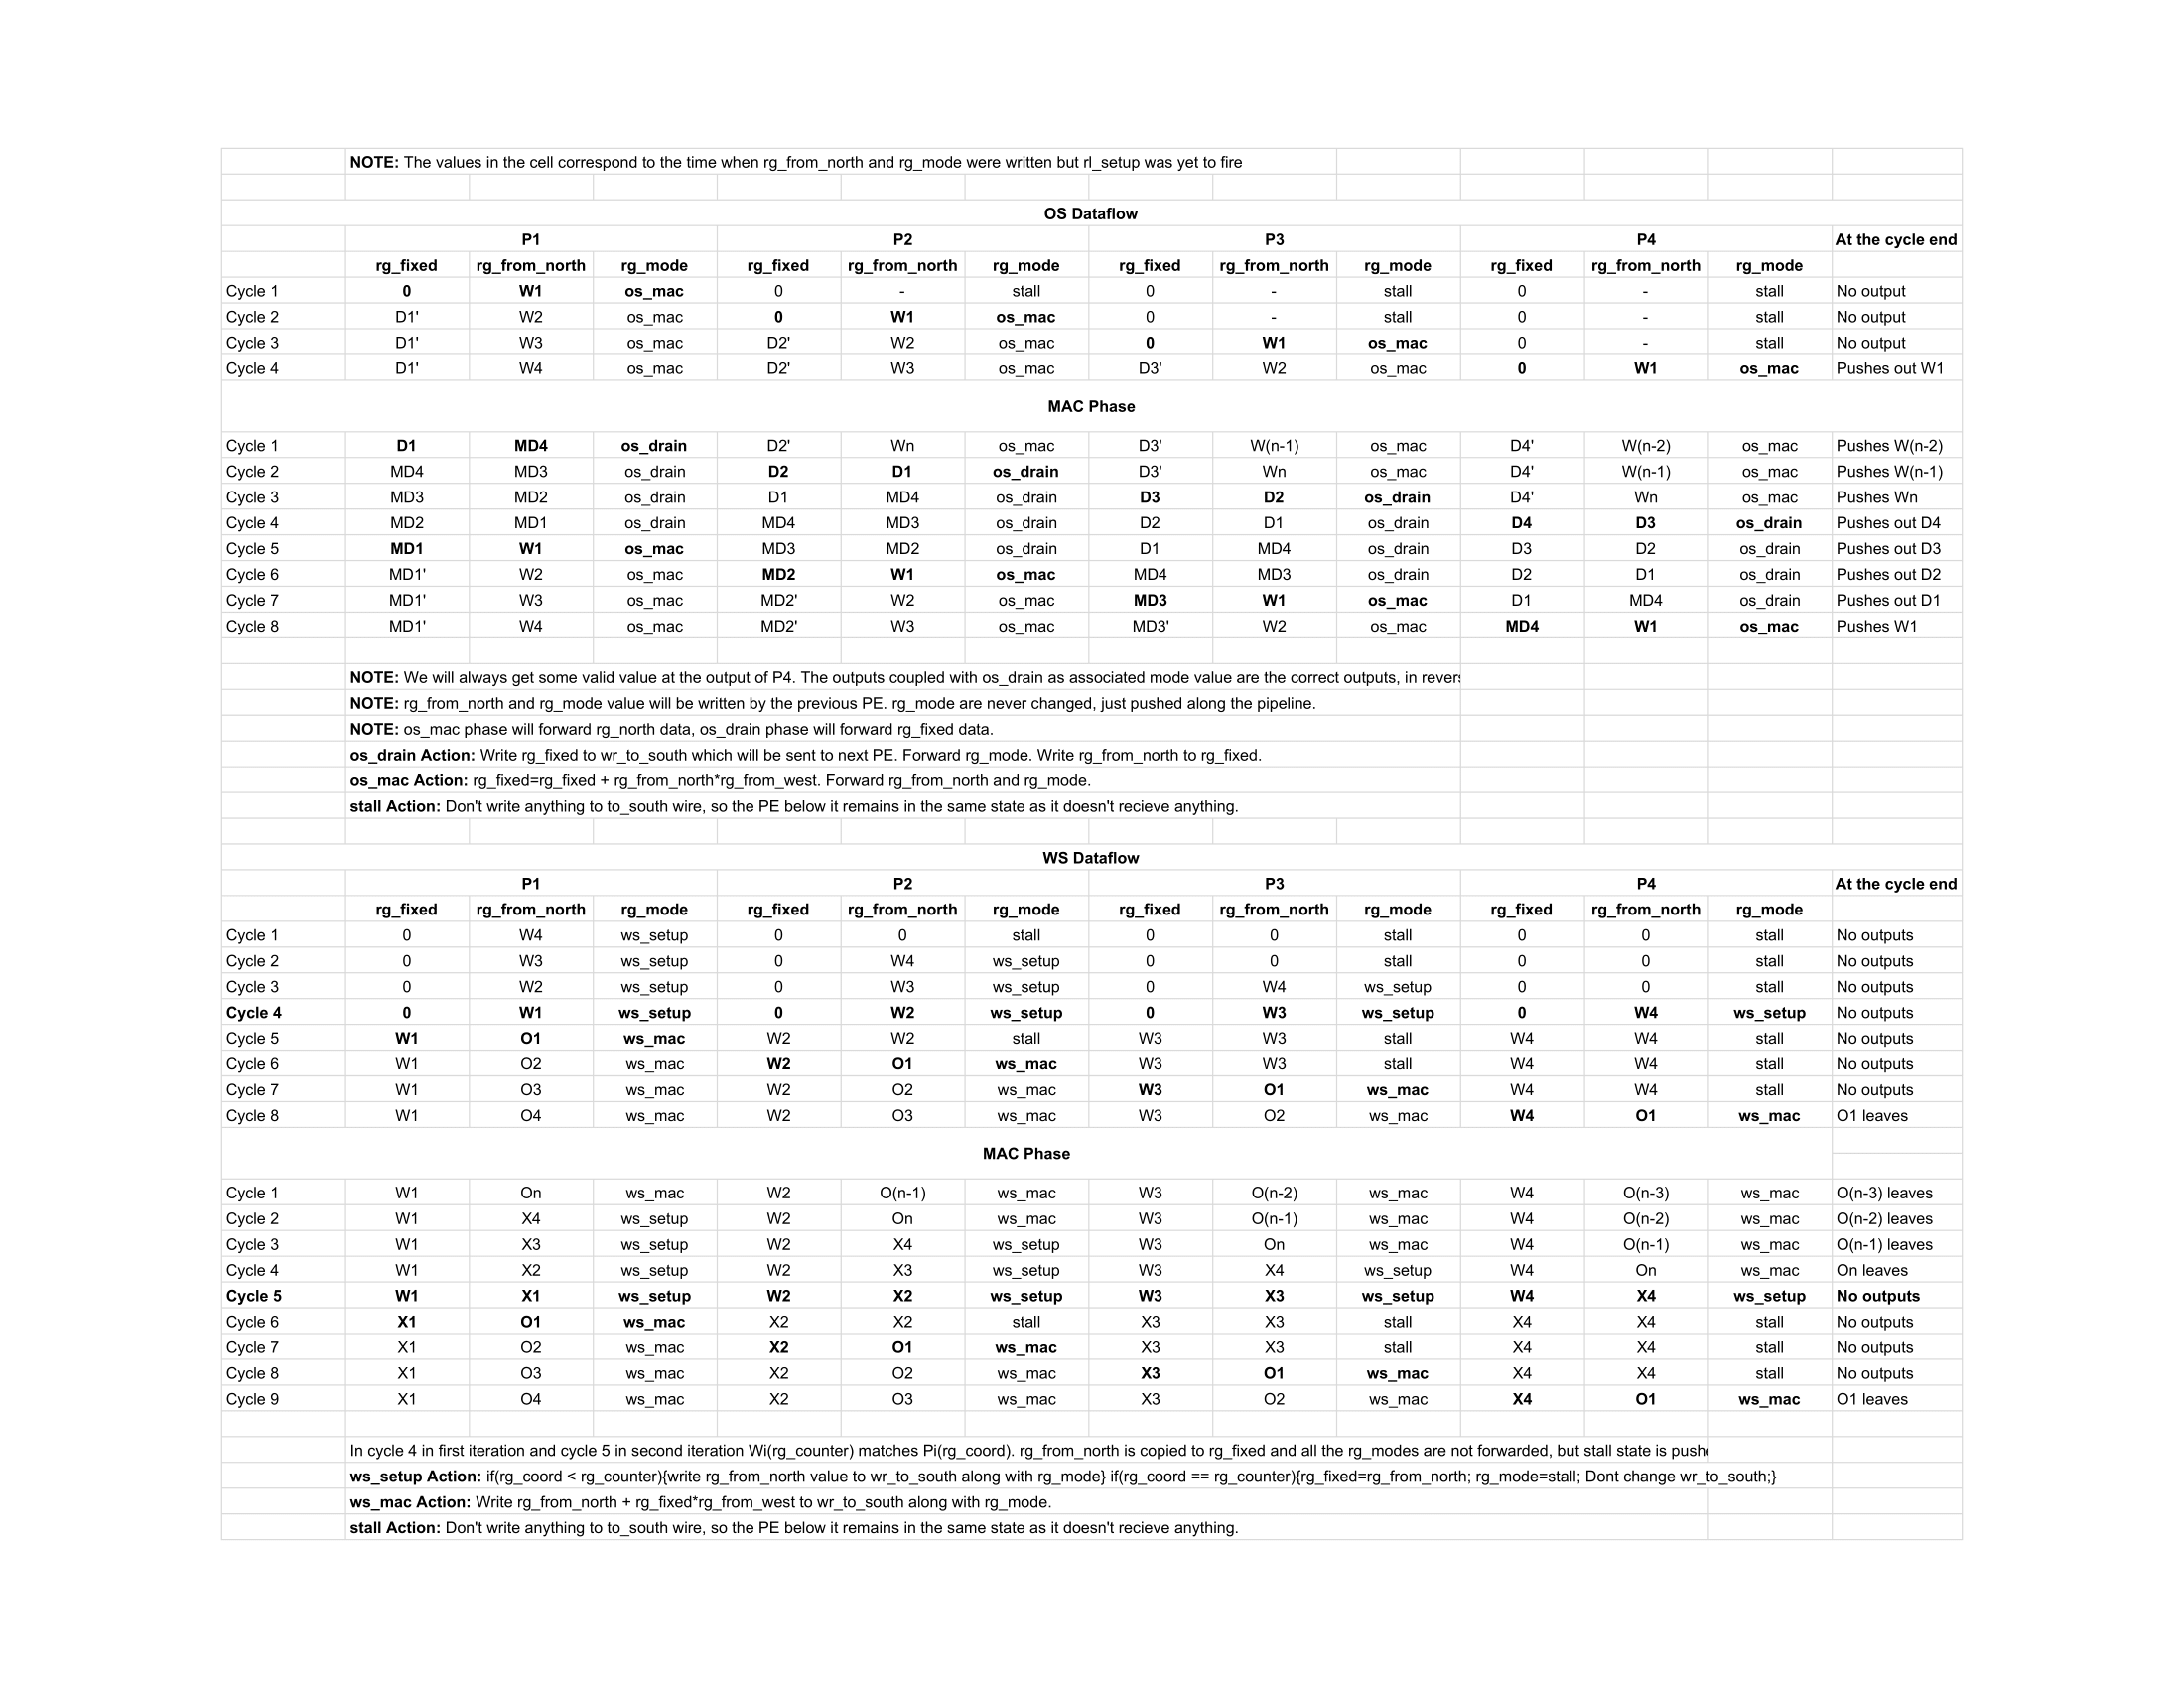 NOTE: The values in the cell correspond to the time when rg_from_north and rg_mode were written but rl_setup was yet to fire
OS Dataflow
P1 P2 P3 P4 At the cycle end
rg_fixed rg_from_north rg_mode rg_fixed rg_from_north rg_mode rg_fixed rg_from_north rg_mode rg_fixed rg_from_north rg_mode
Cycle 1 0 W1 os_mac 0 - stall 0 - stall 0 - stall No output
Cycle 2 D1' W2 os_mac 0 W1 os_mac 0 - stall 0 - stall No output
Cycle 3 D1' W3 os_mac D2' W2 os_mac 0 W1 os_mac 0 - stall No output
Cycle 4 D1' W4 os_mac D2' W3 os_mac D3' W2 os_mac 0 W1 os_mac Pushes out W1
MAC Phase
Cycle 1 D1 MD4 os_drain D2' Wn os_mac D3' W(n-1) os_mac D4' W(n-2) os_mac Pushes W(n-2)
Cycle 2 MD4 MD3 os_drain D2 D1 os_drain D3' Wn os_mac D4' W(n-1) os_mac Pushes W(n-1)
Cycle 3 MD3 MD2 os_drain D1 MD4 os_drain D3 D2 os_drain D4' Wn os_mac Pushes Wn
Cycle 4 MD2 MD1 os_drain MD4 MD3 os_drain D2 D1 os_drain D4 D3 os_drain Pushes out D4
Cycle 5 MD1 W1 os_mac MD3 MD2 os_drain D1 MD4 os_drain D3 D2 os_drain Pushes out D3
Cycle 6 MD1' W2 os_mac MD2 W1 os_mac MD4 MD3 os_drain D2 D1 os_drain Pushes out D2
Cycle 7 MD1' W3 os_mac MD2' W2 os_mac MD3 W1 os_mac D1 MD4 os_drain Pushes out D1
Cycle 8 MD1' W4 os_mac MD2' W3 os_mac MD3' W2 os_mac MD4 W1 os_mac Pushes W1
NOTE: We will always get some valid value at the output of P4. The outputs coupled with os_drain as associated mode value are the correct outputs, in revers
NOTE: rg_from_north and rg_mode value will be written by the previous PE. rg_mode are never changed, just pushed along the pipeline.
NOTE: os_mac phase will forward rg_north data, os_drain phase will forward rg_fixed data.
os_drain Action: Write rg_fixed to wr_to_south which will be sent to next PE. Forward rg_mode. Write rg_from_north to rg_fixed.
os_mac Action: rg_fixed=rg_fixed + rg_from_north*rg_from_west. Forward rg_from_north and rg_mode.
stall Action: Don't write anything to to_south wire, so the PE below it remains in the same state as it doesn't recieve anything.
WS Dataflow
P1 P2 P3 P4 At the cycle end
rg_fixed rg_from_north rg_mode rg_fixed rg_from_north rg_mode rg_fixed rg_from_north rg_mode rg_fixed rg_from_north rg_mode
Cycle 1 0 W4 ws_setup 0 0 stall 0 0 stall 0 0 stall No outputs
Cycle 2 0 W3 ws_setup 0 W4 ws_setup 0 0 stall 0 0 stall No outputs
Cycle 3 0 W2 ws_setup 0 W3 ws_setup 0 W4 ws_setup 0 0 stall No outputs
Cycle 4 0 W1 ws_setup 0 W2 ws_setup 0 W3 ws_setup 0 W4 ws_setup No outputs
Cycle 5 W1 O1 ws_mac W2 W2 stall W3 W3 stall W4 W4 stall No outputs
Cycle 6 W1 O2 ws_mac W2 O1 ws_mac W3 W3 stall W4 W4 stall No outputs
Cycle 7 W1 O3 ws_mac W2 O2 ws_mac W3 O1 ws_mac W4 W4 stall No outputs
Cycle 8 W1 O4 ws_mac W2 O3 ws_mac W3 O2 ws_mac W4 O1 ws_mac O1 leaves
MAC Phase
Cycle 1 W1 On ws_mac W2 O(n-1) ws_mac W3 O(n-2) ws_mac W4 O(n-3) ws_mac O(n-3) leaves
Cycle 2 W1 X4 ws_setup W2 On ws_mac W3 O(n-1) ws_mac W4 O(n-2) ws_mac O(n-2) leaves
Cycle 3 W1 X3 ws_setup W2 X4 ws_setup W3 On ws_mac W4 O(n-1) ws_mac O(n-1) leaves
Cycle 4 W1 X2 ws_setup W2 X3 ws_setup W3 X4 ws_setup W4 On ws_mac On leaves
Cycle 5 W1 X1 ws_setup W2 X2 ws_setup W3 X3 ws_setup W4 X4 ws_setup No outputs
Cycle 6 X1 O1 ws_mac X2 X2 stall X3 X3 stall X4 X4 stall No outputs
Cycle 7 X1 O2 ws_mac X2 O1 ws_mac X3 X3 stall X4 X4 stall No outputs
Cycle 8 X1 O3 ws_mac X2 O2 ws_mac X3 O1 ws_mac X4 X4 stall No outputs
Cycle 9 X1 O4 ws_mac X2 O3 ws_mac X3 O2 ws_mac X4 O1 ws_mac O1 leaves
In cycle 4 in first iteration and cycle 5 in second iteration Wi(rg_counter) matches Pi(rg_coord). rg_from_north is copied to rg_fixed and all the rg_modes are not forwarded, but stall state is pushe
ws_setup Action: if(rg_coord < rg_counter){write rg_from_north value to wr_to_south along with rg_mode} if(rg_coord == rg_counter){rg_fixed=rg_from_north; rg_mode=stall; Dont change wr_to_south;}
ws_mac Action: Write rg_from_north + rg_fixed*rg_from_west to wr_to_south along with rg_mode.
stall Action: Don't write anything to to_south wire, so the PE below it remains in the same state as it doesn't recieve anything.